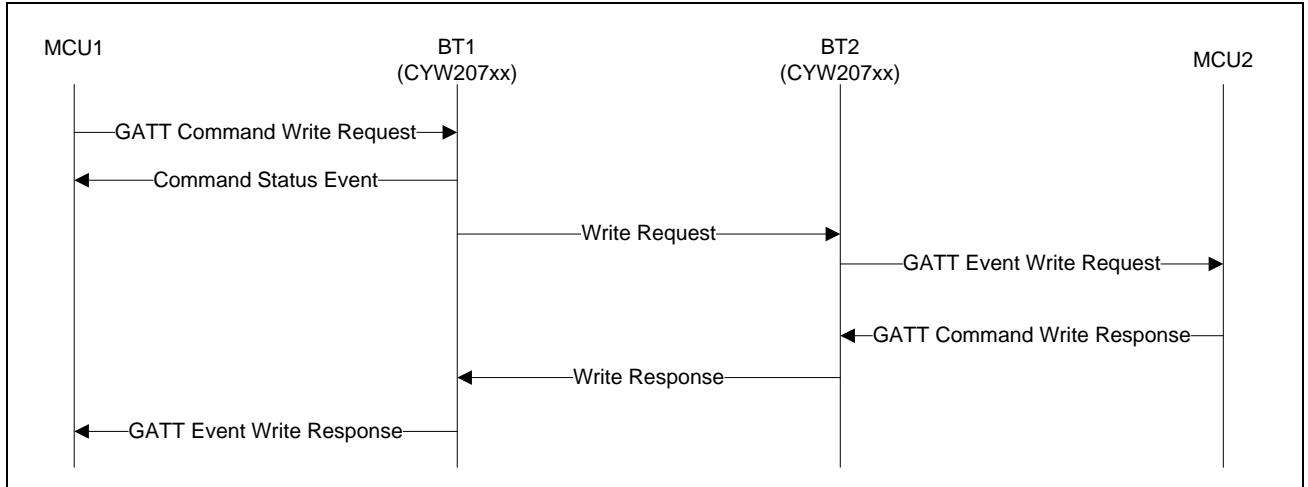 MCU1
BT1
(CYW207xx)
BT2
(CYW207xx)
MCU2
GATT Command Write Request
Command Status Event
Write Request
GATT Event Write Request
GATT Command Write Response
Write Response
GATT Event Write Response